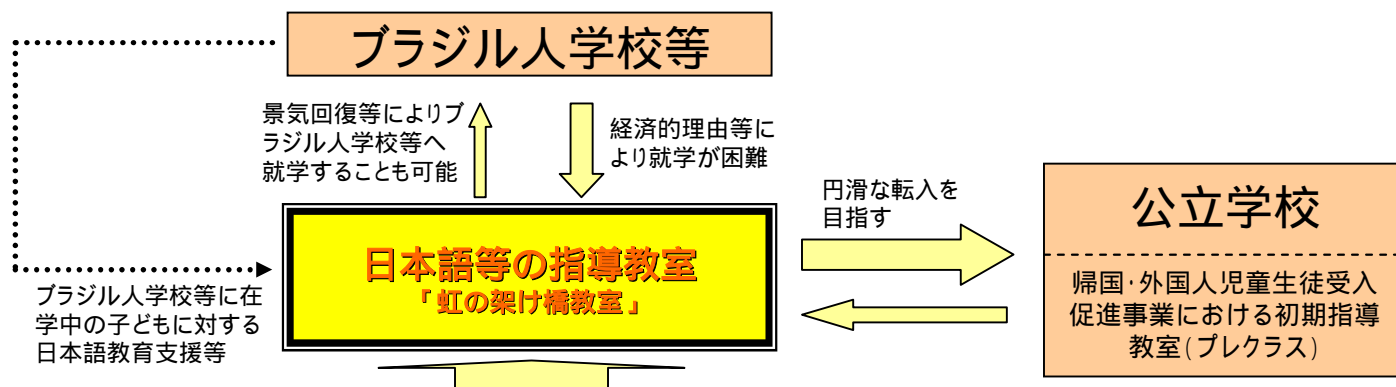 ブラジル人学校等
景気回復等によりブ
ラジル人学校等へ
就学することも可能
経済的理由等に
より就学が困難
円滑な転入を
目指す
公立学校
帰国・外国人児童生徒受入
促進事業における初期指導
教室(プレクラス)
日本語等の指導教室
「虹の架け橋教室」
ブラジル人学校等に在
学中の子どもに対する
日本語教育支援等